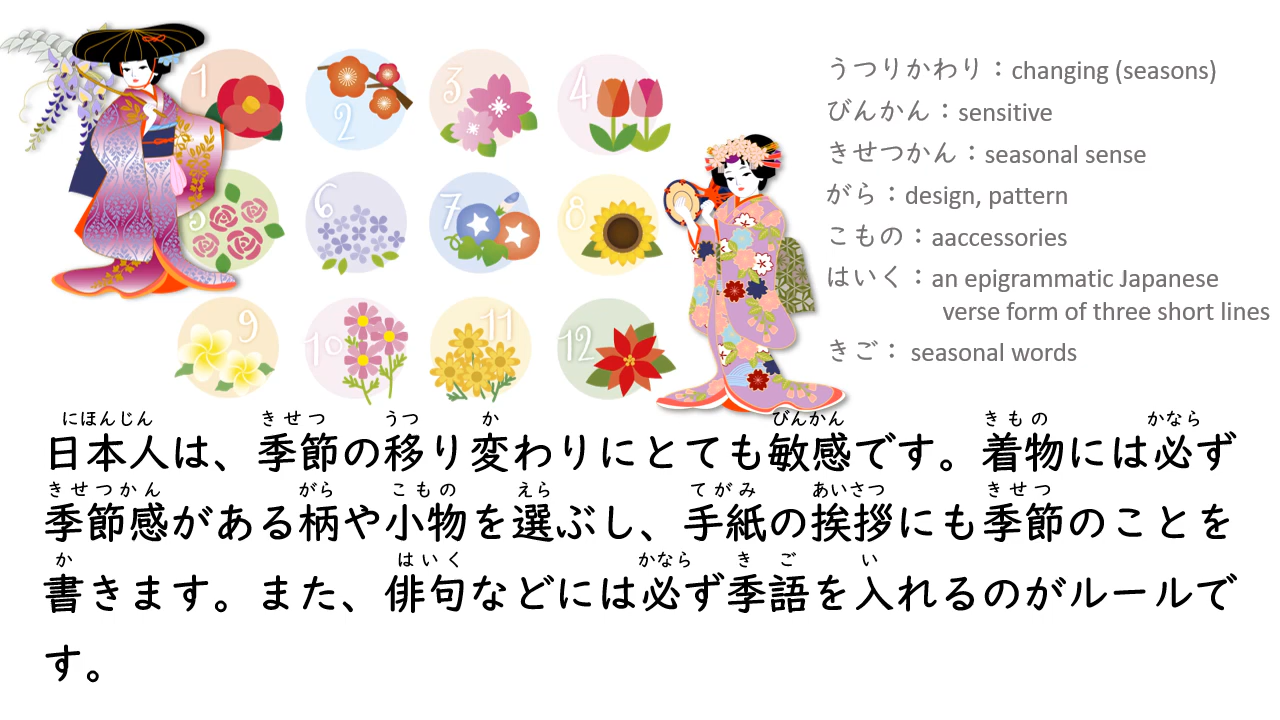 1
2
3
4
5
6
7
8
9
10
11
12
うつりかわり：changing (seasons)
びんかん：sensitive
きせつかん：seasonal sense
がら：design, pattern
こもの：aaccessories
はいく：an epigrammatic Japanese
verse form of three short lines
きご： seasonal words
にほんじん きせつ うつ か びんかん きもの かなら
日本人は、季節の移り変わりにとても敏感です。着物には必ず
きせつかん がら こもの えら てがみ あいさつ きせつ
季節感がある柄や小物を選ぶし、手紙の挨拶にも季節のことを
か はいく かなら き ご い
書きます。また、俳句などには必ず季語を入れるのがルールで
す。